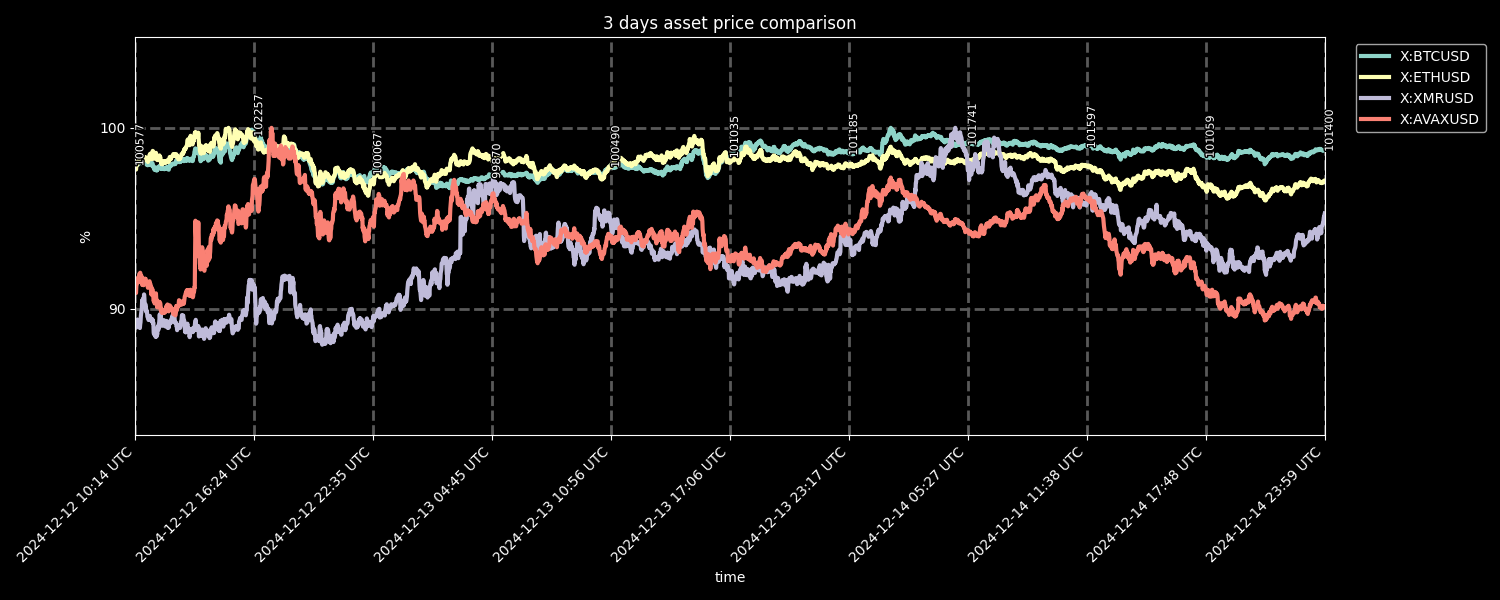 3 days asset price comparison
X:BTCUSD
X:ETHUSD
X:XMRUSD
X:AVAXUSD
100
90
%
100577
102257
100067
99870
100490
101035
101185
101741
101597
101059
101400
2024-12-12 10:14 UTC
2024-12-12 16:24 UTC
2024-12-12 22:35 UTC
2024-12-13 04:45 UTC
2024-12-13 10:56 UTC
2024-12-13 17:06 UTC
2024-12-13 23:17 UTC
2024-12-14 05:27 UTC
2024-12-14 11:38 UTC
2024-12-14 17:48 UTC
2024-12-14 23:59 UTC
time